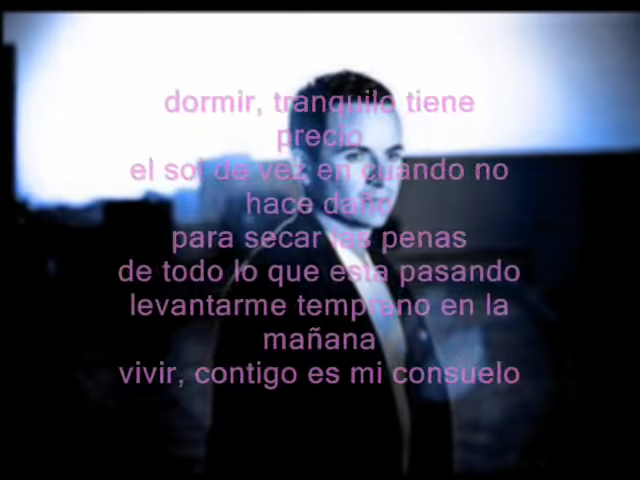 dormir, tranquilo tiene
precio
el sol de vez en cuando no
hace daño
para secar las penas
de todo lo que esta pasando
levantarme temprano en la
mañana
vivir, contigo es mi consuelo